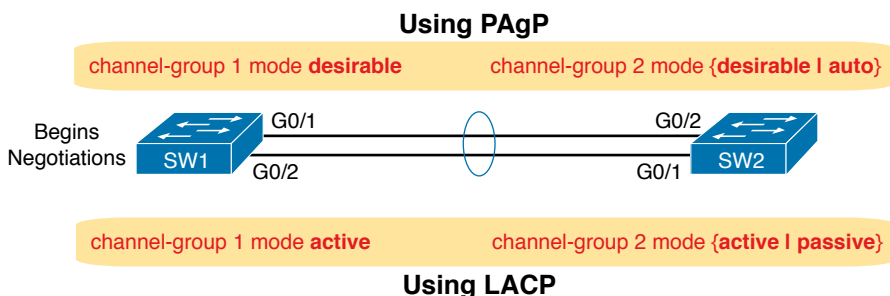 Using PAgP
channel-group 1 mode desirable
channel-group 2 mode {desirable | auto}
Begins
Negotiations
SW1
G0/1
G0/2
G0/2
G0/1
SW2
channel-group 1 mode active
channel-group 2 mode {active | passive}
Using LACP